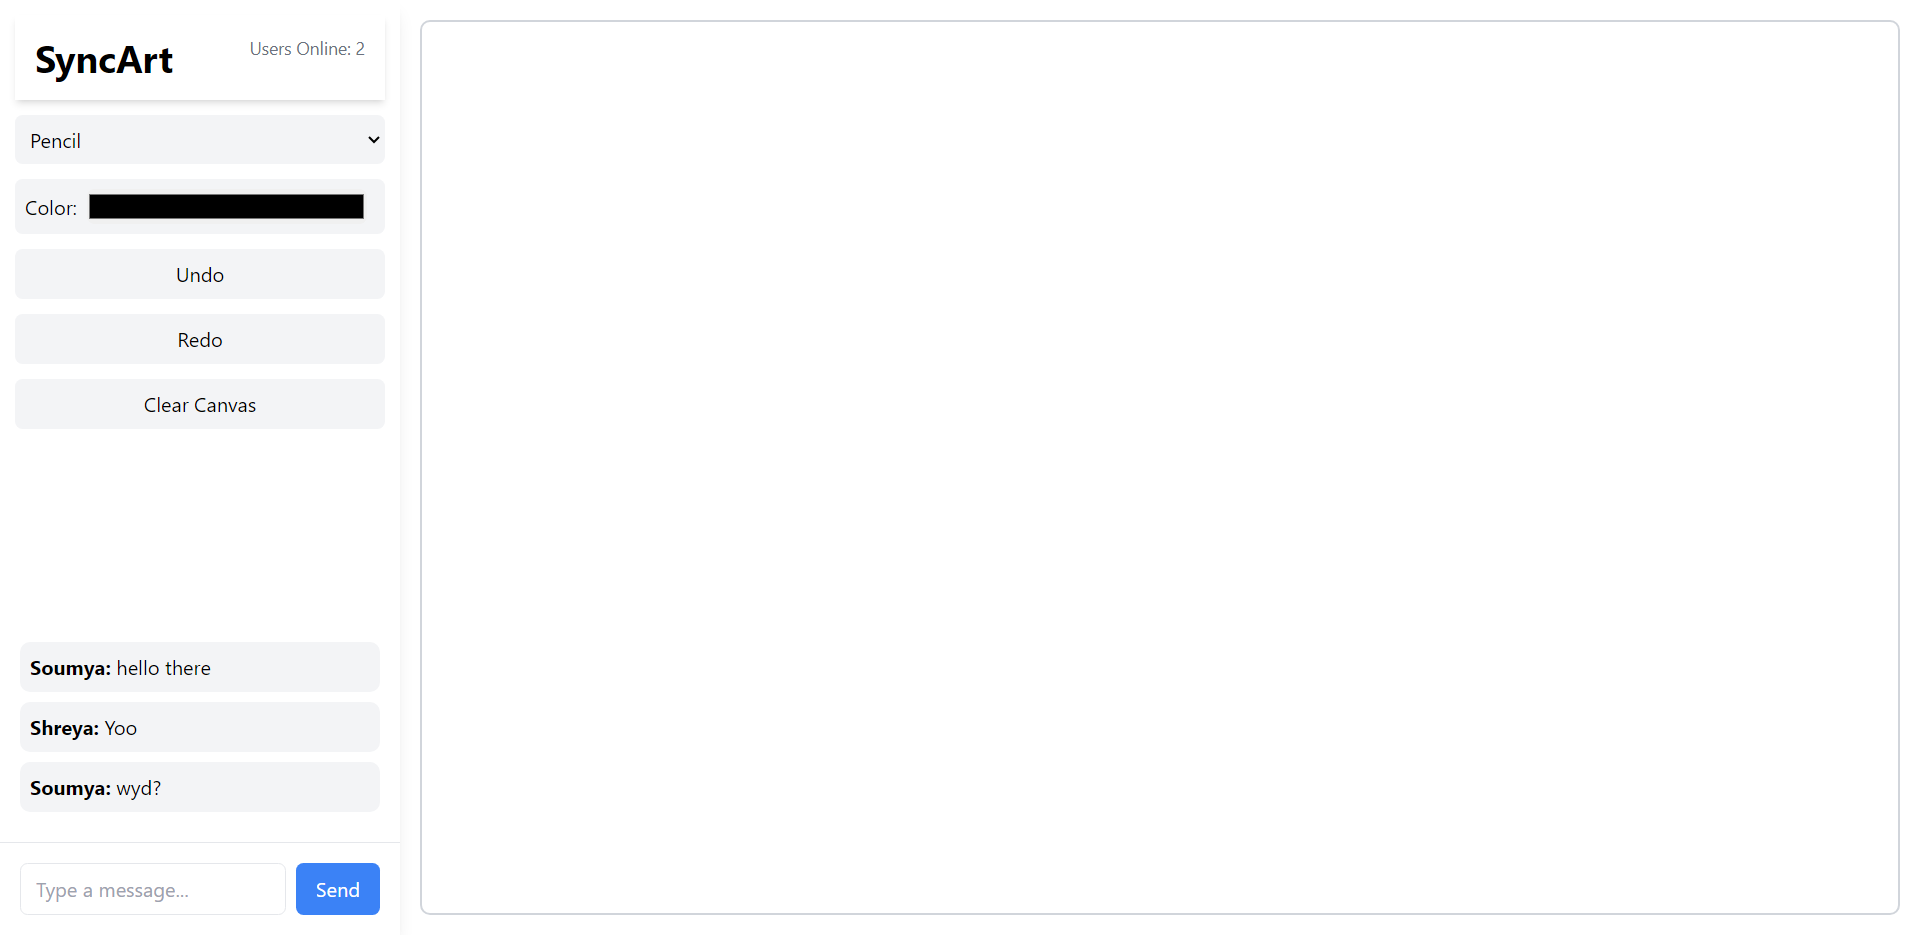 SyncArt
Users Online: 2
Pencil
Color:
Undo
Redo
Clear Canvas
Soumya: hello there
Shreya: Yoo
Soumya: wyd?
Type a message...
Send